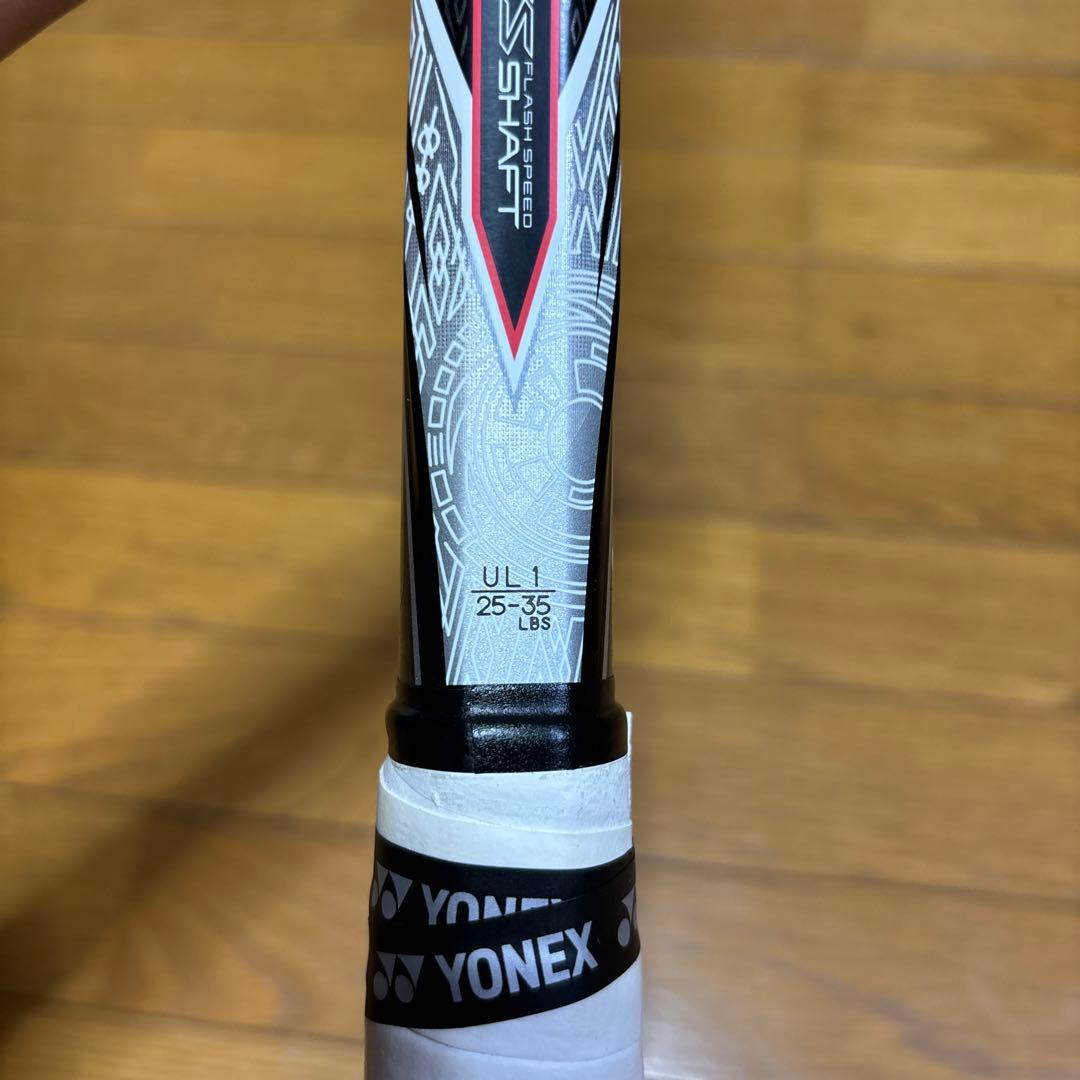 FLASH SPEED
SHAFT
UL1
25-35
LBS
YONEX
YONEX